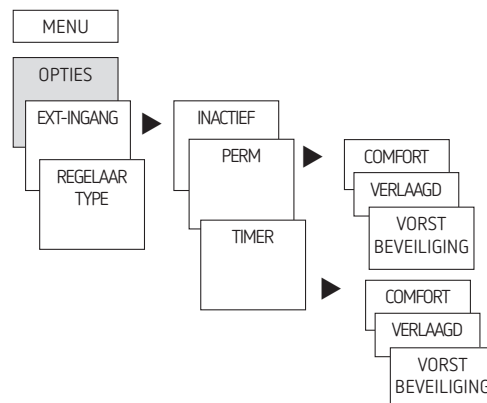 MENU
OPTIES
EXT-INGANG
REGELAAR
TYPE
INACTIEF
PERM
TIMER
COMFORT
VERLAAGD
VORST
BEVEILIGING
COMFORT
VERLAAGD
VORST
BEVEILIGING